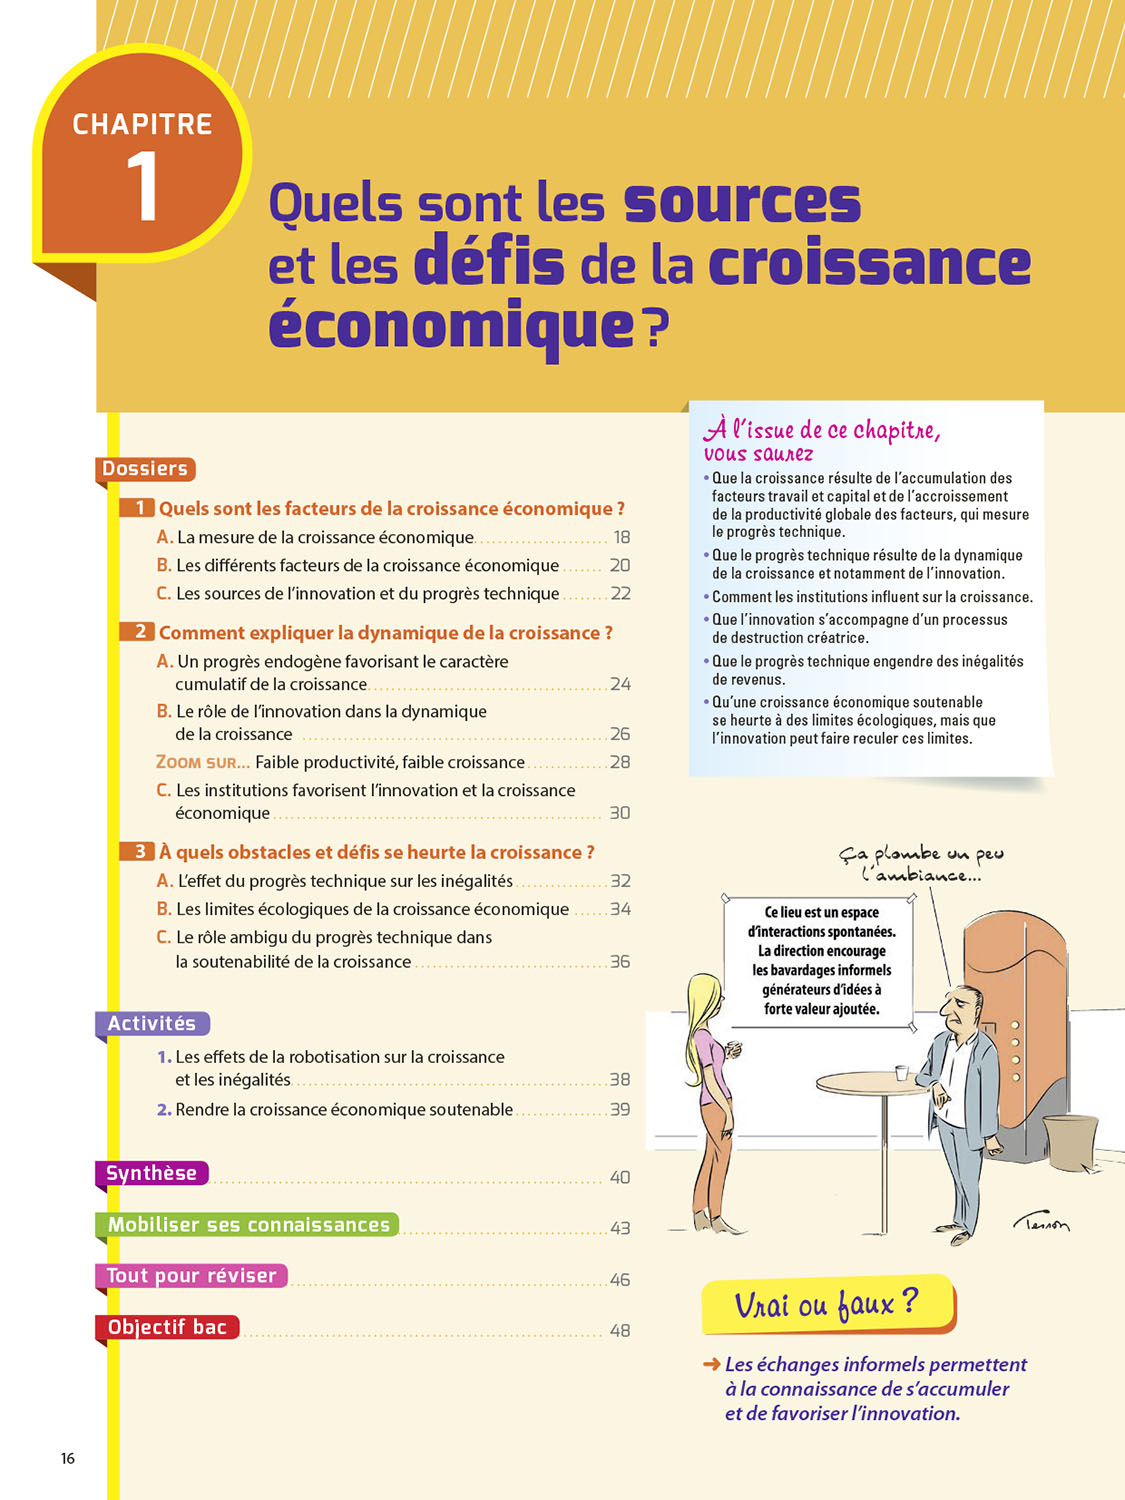 CHAPITRE
1
Quels sont les sources
et les défis de la croissance
économique ?
Dossiers
1 Quels sont les facteurs de la croissance économique ?
A. La mesure de la croissance économique 18
B. Les différents facteurs de la croissance économique 20
C. Les sources de l'innovation et du progrès technique 22
2 Comment expliquer la dynamique de la croissance ?
A. Un progrès endogène favorisant le caractère
cumulatif de la croissance 24
B. Le rôle de l'innovation dans la dynamique
de la croissance 26
ZOOM SUR... Faible productivité, faible croissance 28
C. Les institutions favorisent l'innovation et la croissance
économique 30
3 À quels obstacles et défis se heurte la croissance ?
A. L'effet du progrès technique sur les inégalités 32
B. Les limites écologiques de la croissance économique 34
C. Le rôle ambigu du progrès technique dans
la soutenabilité de la croissance 36
Activités
1. Les effets de la robotisation sur la croissance
et les inégalités 38
2. Rendre la croissance économique soutenable 39
Synthèse 40
Mobiliser ses connaissances 43
Tout pour réviser 46
Objectif bac 48
À l'issue de ce chapitre,
vous saurez
• Que la croissance résulte de l'accumulation des
facteurs travail et capital et de l'accroissement
de la productivité globale des facteurs, qui mesure
le progrès technique.
• Que le progrès technique résulte de la dynamique
de la croissance et notamment de l'innovation.
• Comment les institutions influent sur la croissance.
• Que l'innovation s'accompagne d'un processus
de destruction créatrice.
• Que le progrès technique engendre des inégalités
de revenus.
• Qu'une croissance économique soutenable
se heurte à des limites écologiques, mais que
l'innovation peut faire reculer ces limites.
Ça plombe un peu
l'ambiance...
Ce lieu est un espace
d'interactions spontanées.
La direction encourage
les bavardages informels
générateurs d'idées à
forte valeur ajoutée.
Tesson
Vrai ou faux ?
➜ Les échanges informels permettent
à la connaissance de s'accumuler
et de favoriser l'innovation.
16